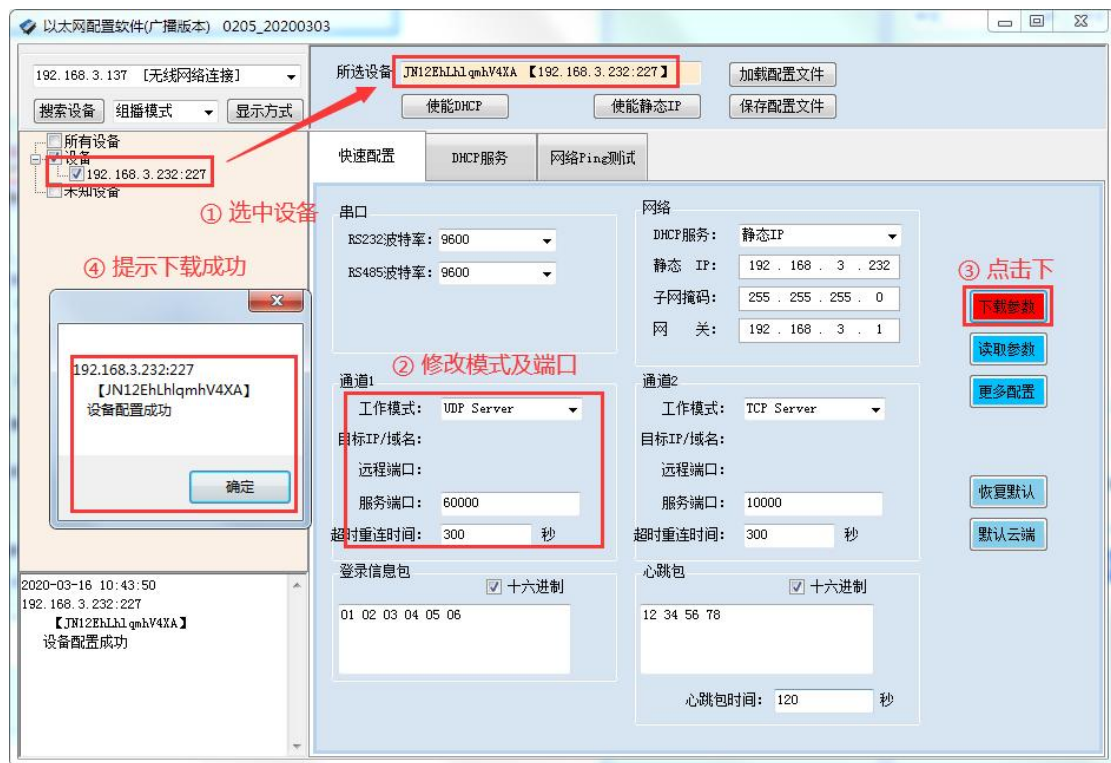 以太网配置软件(广播版本) 0205_20200303
192.168.3.137 [无线网络连接]
搜索设备 组播模式 显示方式
所选设备 JN12EhLhlqmhV4XA 【192.168.3.232:227】 加载配置文件
使能DHCP 使能静态IP 保存配置文件
所有设备
设备
192.168.3.232:227
未知设备
① 选中设备
④ 提示下载成功
192.168.3.232:227
【JN12EhLhlqmhV4XA】
设备配置成功
确定
2020-03-16 10:43:50
192.168.3.232:227
【JN12EhLhlqmhV4XA】
设备配置成功
快速配置 DHCP服务 网络Ping测试
串口
RS232波特率: 9600
RS485波特率: 9600
网络
DHCP服务: 静态IP
静态 IP: 192 . 168 . 3 . 232
子网掩码: 255 . 255 . 255 . 0
网 关: 192 . 168 . 3 . 1
② 修改模式及端口
通道1
工作模式: UDP Server
目标IP/域名:
远程端口:
服务端口: 60000
超时重连时间: 300 秒
通道2
工作模式: TCP Server
目标IP/域名:
远程端口:
服务端口: 10000
超时重连时间: 300 秒
登录信息包
十六进制
01 02 03 04 05 06
心跳包
十六进制
12 34 56 78
心跳包时间: 120 秒
③ 点击下
下载参数
读取参数
更多配置
恢复默认
默认云端